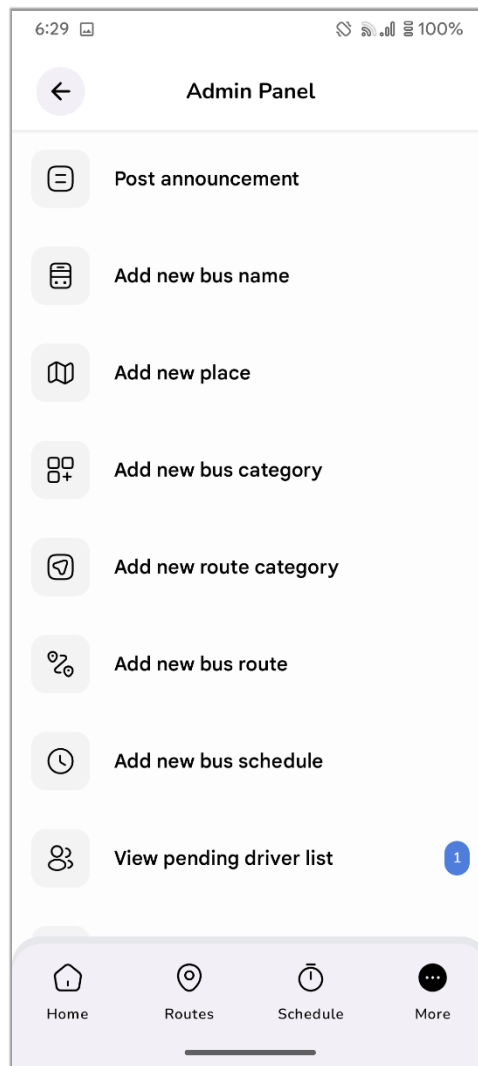 6:29 100%
Admin Panel
Post announcement
Add new bus name
Add new place
Add new bus category
Add new route category
Add new bus route
Add new bus schedule
View pending driver list 1
Home Routes Schedule More